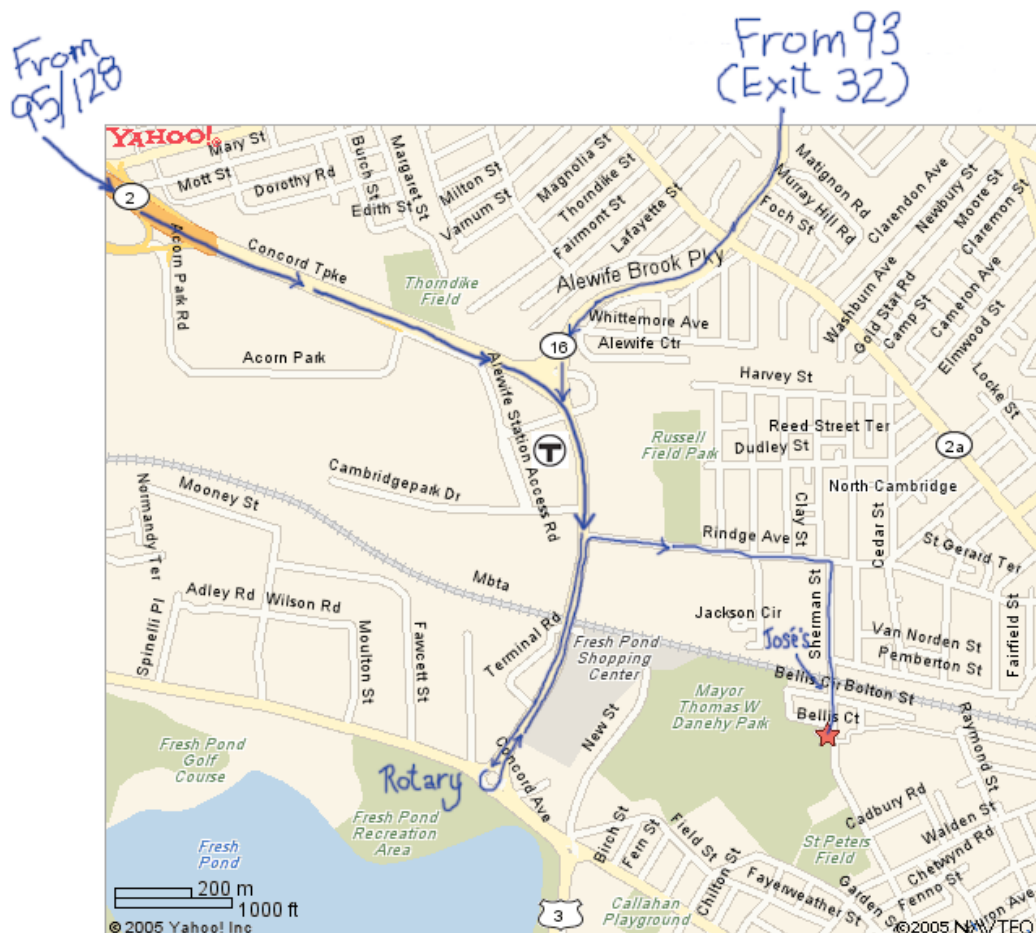 From
95/128
From 93
(Exit 32)
YAHOO!
Mary St
Mott St
Dorothy Rd
Burch St
Margaret St
Edith St
Milton St
Varnum St
Magnolia St
Thorndike St
Fairmont St
Lafayette St
Matignon Rd
Murray Hill Rd
Foch St
Clarendon Ave
Newbury St
Moore St
Claremon St
2
Acorn Park Rd
Concord Tpke
Thorndike
Field
Alewife Brook Pky
Washburn Ave
Gold Star Rd
Camp St
Cameron Ave
Elmwood St
Locke St
Whittemore Ave
Alewife Ctr
16
Acorn Park
Alewife Station Access Rd
Harvey St
Reed Street Ter
Dudley St
Russell
Field Park
2a
T
Cambridgepark Dr
North Cambridge
Mooney St
Normandy Ter
Clay St
Cedar St
Rindge Ave
St Gerard Ter
Mbta
Adley Rd
Wilson Rd
Spinelli Pl
Moulton St
Fawcett St
Terminal Rd
Jackson Cir
Sherman St
José's
Van Norden St
Pemberton St
Fairfield St
Fresh Pond
Shopping
Center
Mayor
Thomas W
Danehy Park
Bellis Cir
Bolton St
Bellis Ct
Raymond St
New St
Fresh Pond
Golf
Course
Rotary
Concord Ave
Fresh Pond
Recreation
Area
Cadbury Rd
Walden St
Chetwynd Rd
Fenno St
Birch St
Fern St
Field St
Chilton St
St Peters
Field
Fayerweather St
Garden St
Huron Ave
Fresh
Pond
200 m
1000 ft
3
Callahan
Playground
© 2005 Yahoo! Inc
©2005 NAVTEQ